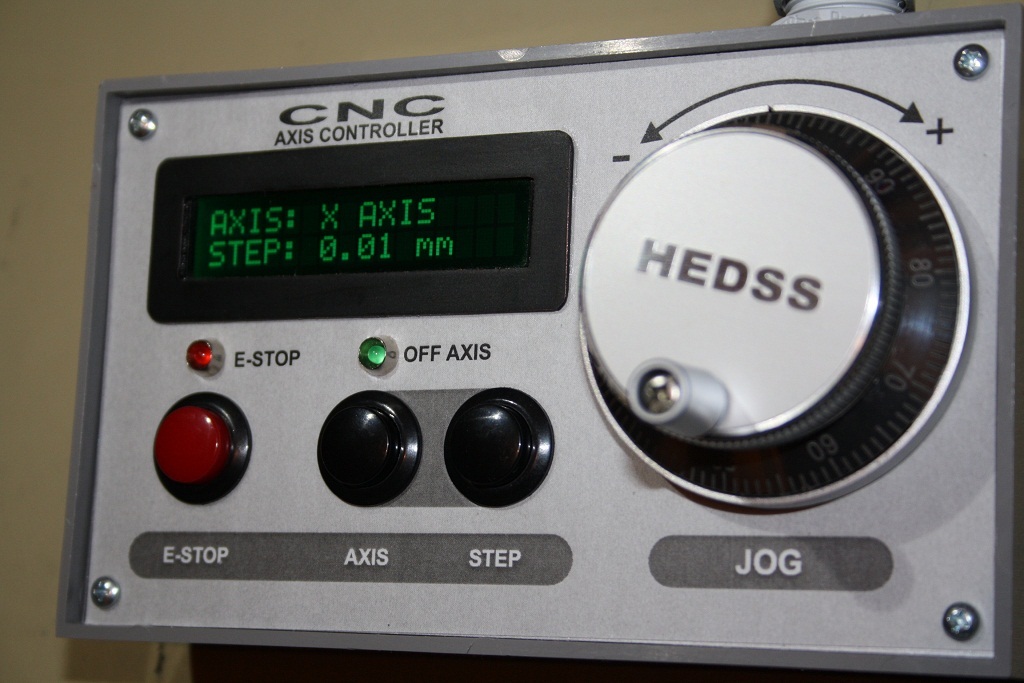 CNC
AXIS CONTROLLER
AXIS: X AXIS
STEP: 0.01 mm
- +
90
80
70
60
HEDSS
E-STOP
OFF AXIS
E-STOP
AXIS
STEP
JOG